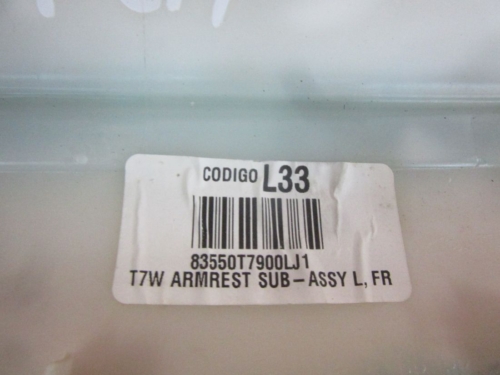 CODIGO L33
83550T7900LJ1
T7W ARMREST SUB-ASSY L, FR